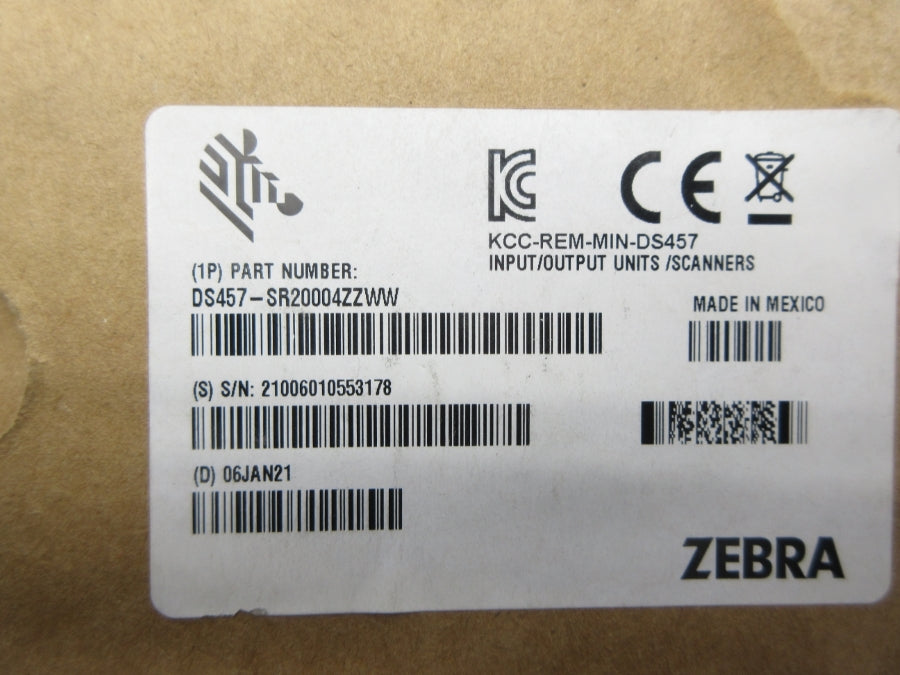 KCC-REM-MIN-DS457
INPUT/OUTPUT UNITS /SCANNERS
(1P) PART NUMBER:
DS457-SR20004ZZWW
MADE IN MEXICO
(S) S/N: 21006010553178
(D) 06JAN21
ZEBRA